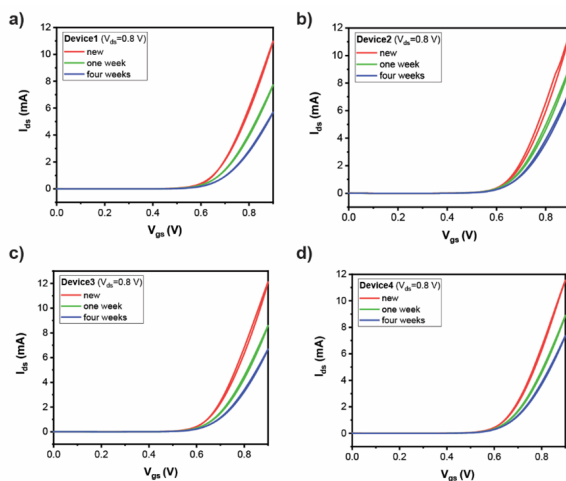 a)
Device1 (Vds=0.8 V)
new
one week
four weeks
Ids (mA)
12
10
8
6
4
2
0
0.0 0.2 0.4 0.6 0.8
Vgs (V)
b)
Device2 (Vds=0.8 V)
new
one week
four weeks
Ids (mA)
12
10
8
6
4
2
0
0.0 0.2 0.4 0.6 0.8
Vgs (V)
c)
Device3 (Vds=0.8 V)
new
one week
four weeks
Ids (mA)
12
10
8
6
4
2
0
0.0 0.2 0.4 0.6 0.8
Vgs (V)
d)
Device4 (Vds=0.8 V)
new
one week
four weeks
Ids (mA)
12
10
8
6
4
2
0
0.0 0.2 0.4 0.6 0.8
Vgs (V)